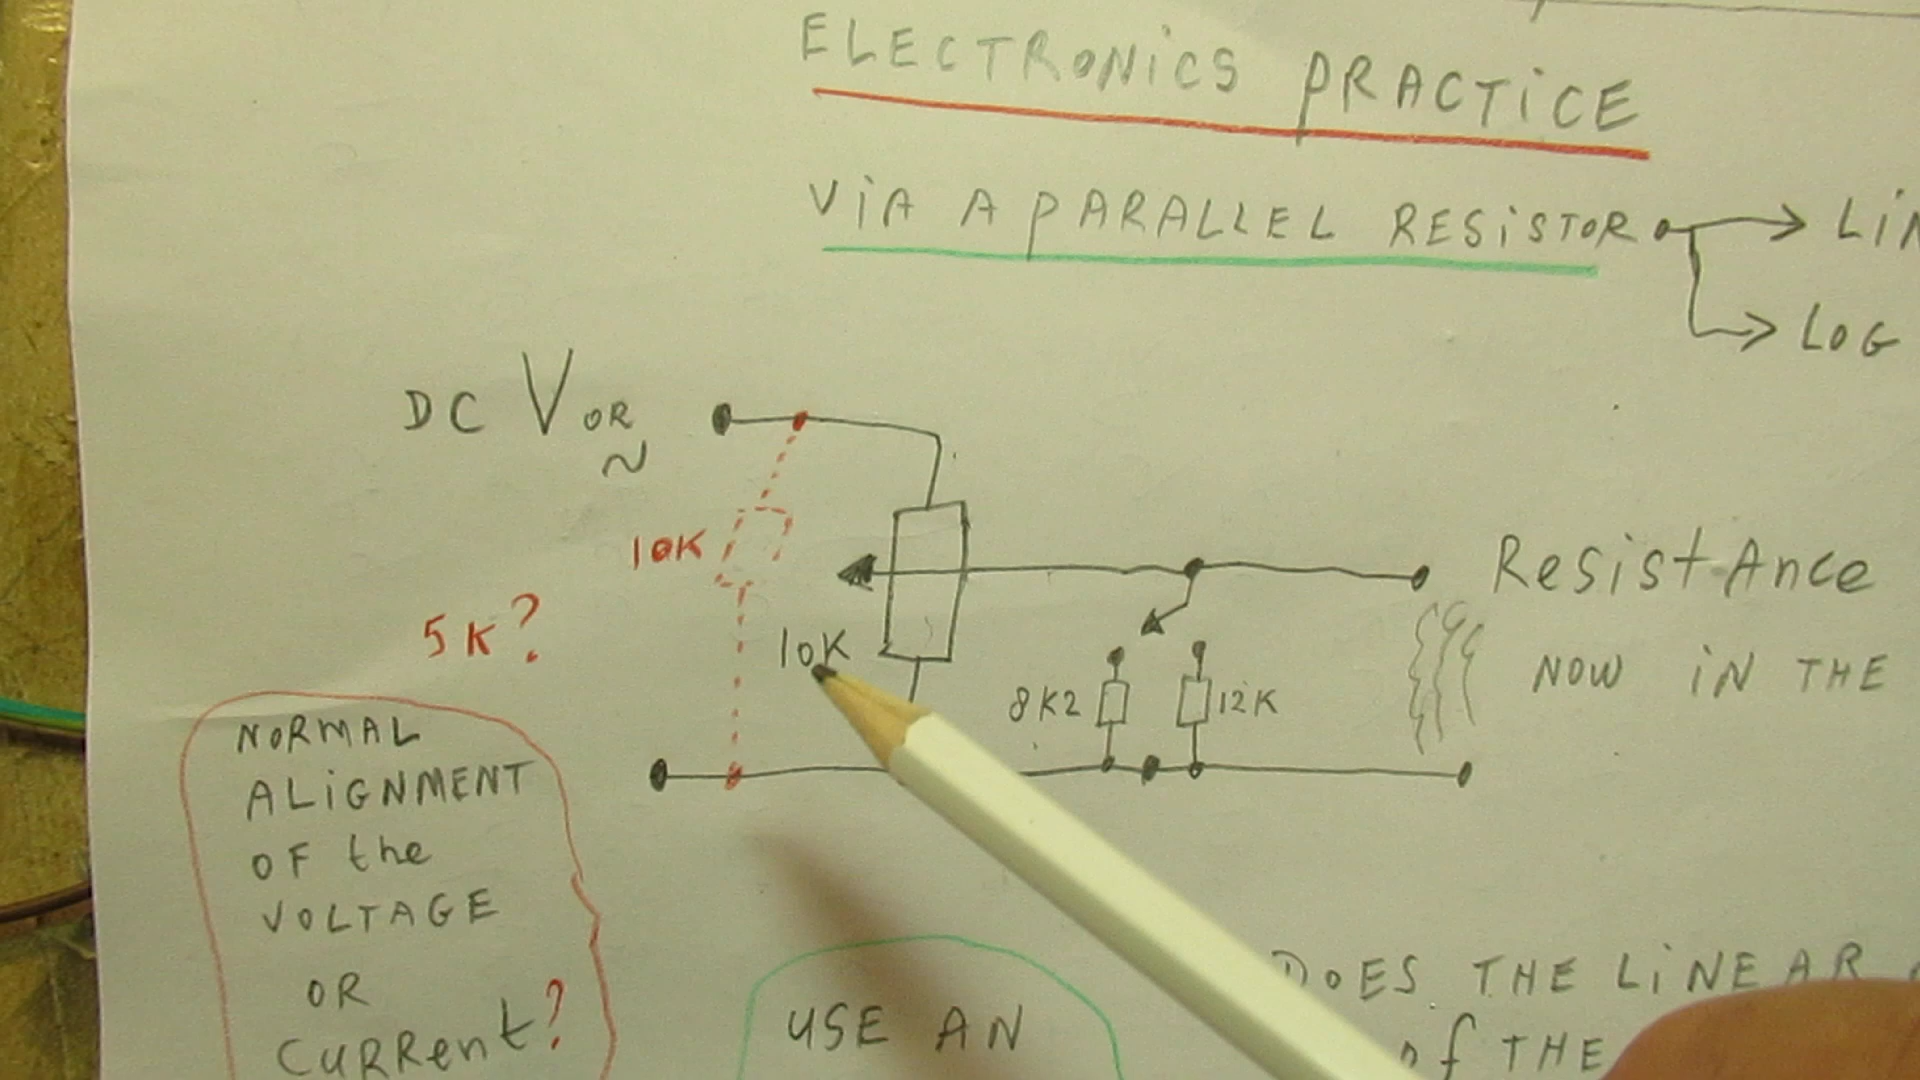 ELECTRONiCS PRACTiCE
ViA A PARALLEL RESiSTOR
LOG
DC V OR
~
10K
5K?
10K
8K2
12K
ResistAnce
NOW iN THE
NORMAL
ALiGNMENT
OF the
VOLTAGE
OR
CuRRent?
USE AN
DOES THE LiNEAR
of THE